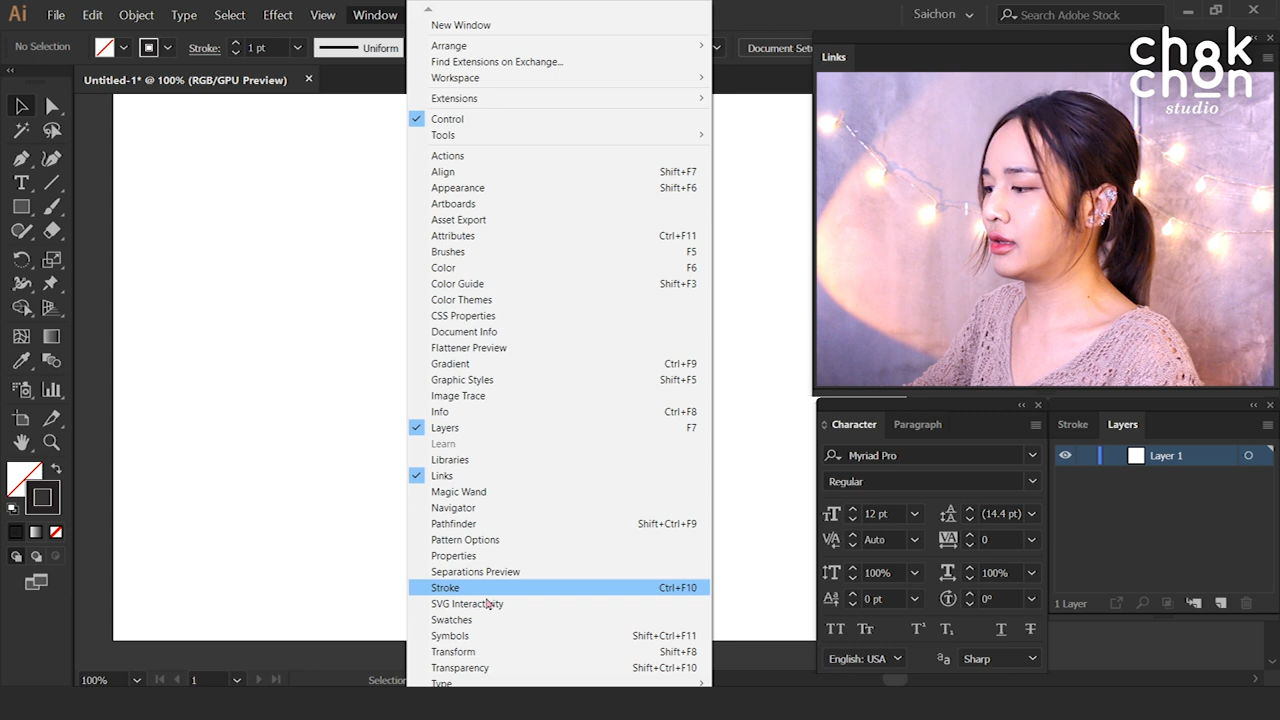 Ai File Edit Object Type Select Effect View Window
Saichon
Search Adobe Stock
No Selection
Stroke: 1 pt
Uniform
Untitled-1* @ 100% (RGB/GPU Preview)
New Window
Arrange
Find Extensions on Exchange...
Workspace
Extensions
Control
Tools
Actions
Align Shift+F7
Appearance Shift+F6
Artboards
Asset Export
Attributes Ctrl+F11
Brushes F5
Color F6
Color Guide Shift+F3
Color Themes
CSS Properties
Document Info
Flattener Preview
Gradient Ctrl+F9
Graphic Styles Shift+F5
Image Trace
Info Ctrl+F8
Layers F7
Learn
Libraries
Links
Magic Wand
Navigator
Pathfinder Shift+Ctrl+F9
Pattern Options
Properties
Separations Preview
Stroke Ctrl+F10
SVG Interactivity
Swatches
Symbols Shift+Ctrl+F11
Transform Shift+F8
Transparency Shift+Ctrl+F10
Type
100%
1
Selection
Document Set
Links
chok
chon
studio
Character Paragraph
Myriad Pro
Regular
12 pt (14.4 pt)
Auto 0
100% 100%
0 pt 0°
English: USA
Sharp
Stroke Layers
Layer 1
1 Layer